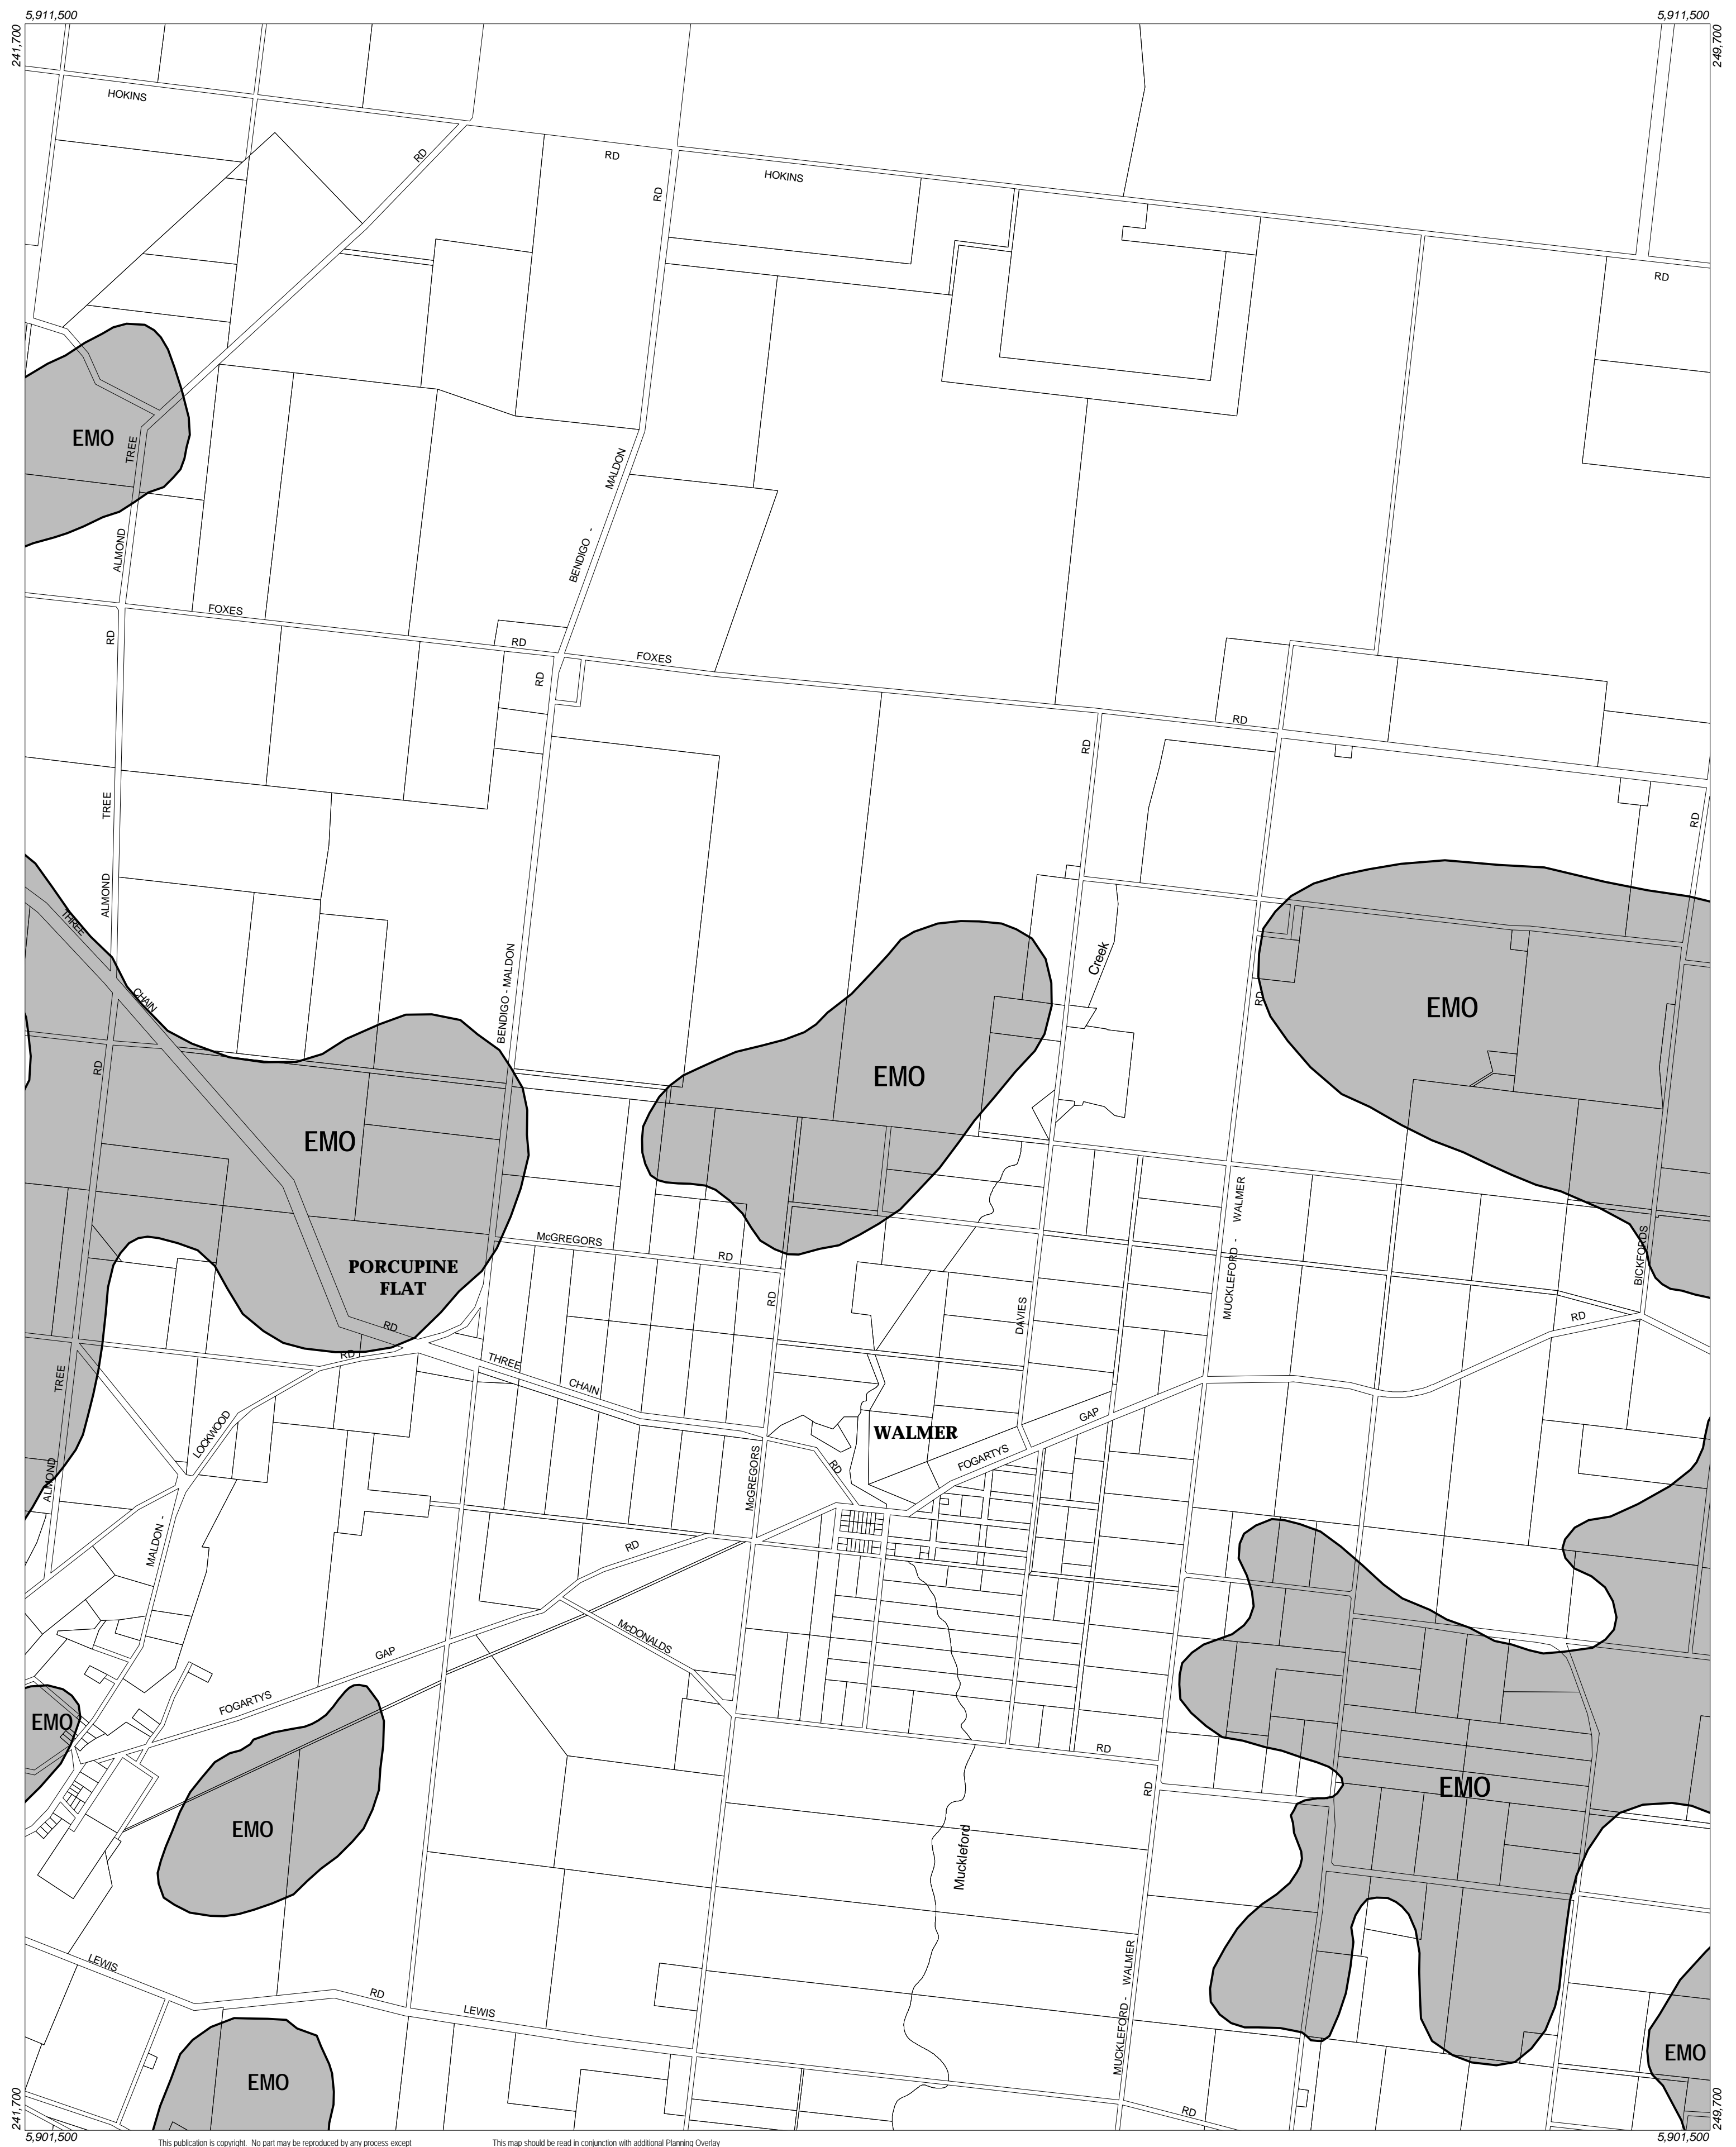 5,911,500
5,911,500
241,700
249,700
HOKINS
RD
RD
RD
HOKINS
RD
EMO
TREE
ALMOND
MALDON
BENDIGO -
FOXES
RD
RD
RD
FOXES
RD
RD
RD
TREE
ALMOND
THREE
CHAIN
RD
BENDIGO - MALDON
Creek
RD
EMO
EMO
EMO
WALMER
MUCKLEFORD -
BICKFORDS
McGREGORS
RD
PORCUPINE
FLAT
RD
RD
RD
DAVIES
RD
THREE
CHAIN
TREE
ALMOND
LOCKWOOD
MALDON -
WALMER
GAP
FOGARTYS
RD
McGREGORS
RD
McDONALDS
GAP
FOGARTYS
EMO
EMO
RD
RD
EMO
Muckleford
LEWIS
RD
LEWIS
WALMER
MUCKLEFORD -
EMO
EMO
RD
241,700
249,700
5,901,500
5,901,500
This publication is copyright. No part may be reproduced by any process except
This map should be read in conjunction with additional Planning Overlay